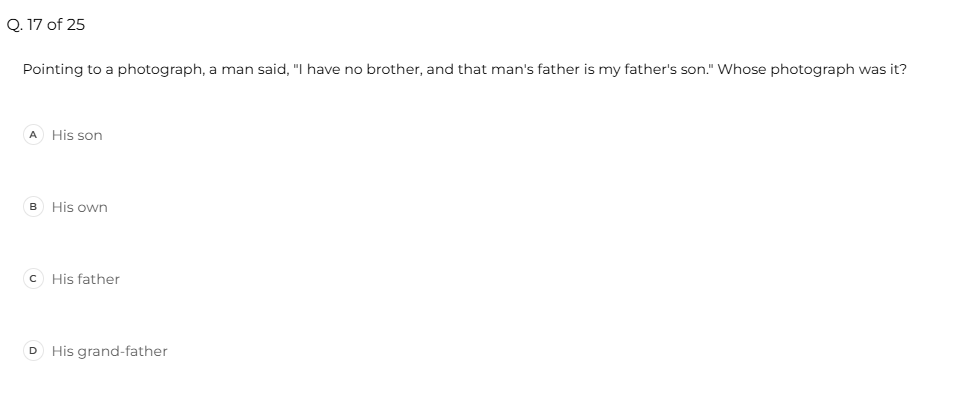 Q. 17 of 25
Pointing to a photograph, a man said, "I have no brother, and that man's father is my father's son." Whose photograph was it?
A His son
B His own
C His father
D His grand-father